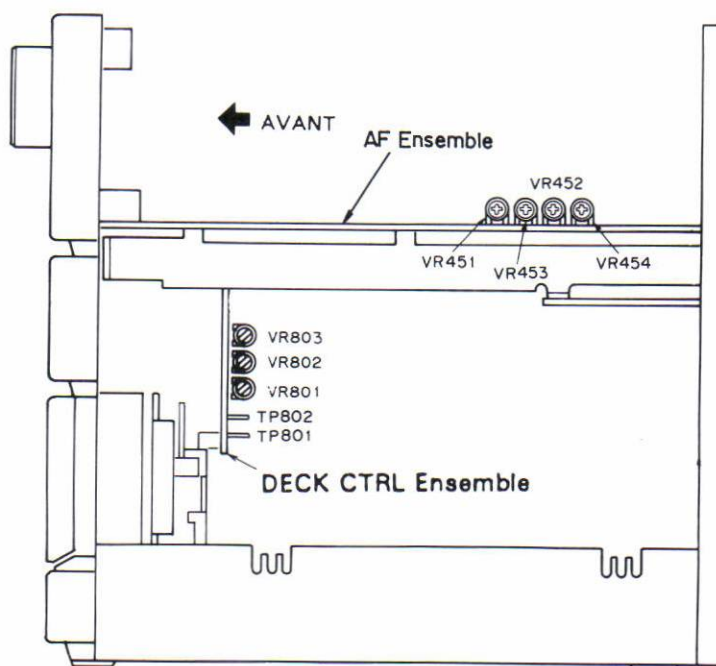 AVANT
AF Ensemble
VR452
VR451
VR453
VR454
VR803
VR802
VR801
TP802
TP801
DECK CTRL Ensemble